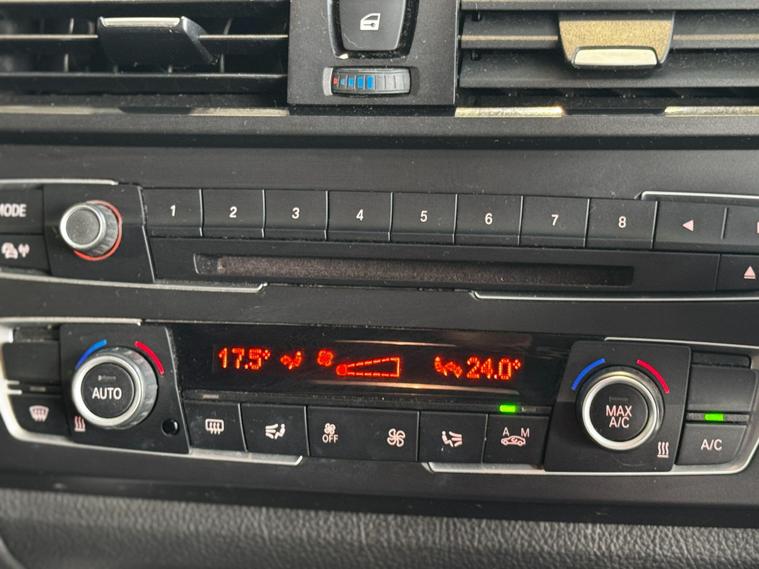 MODE
1 2 3 4 5 6 7 8
17.5° 24.0°
AUTO
MAX
A/C
OFF
A M
A/C